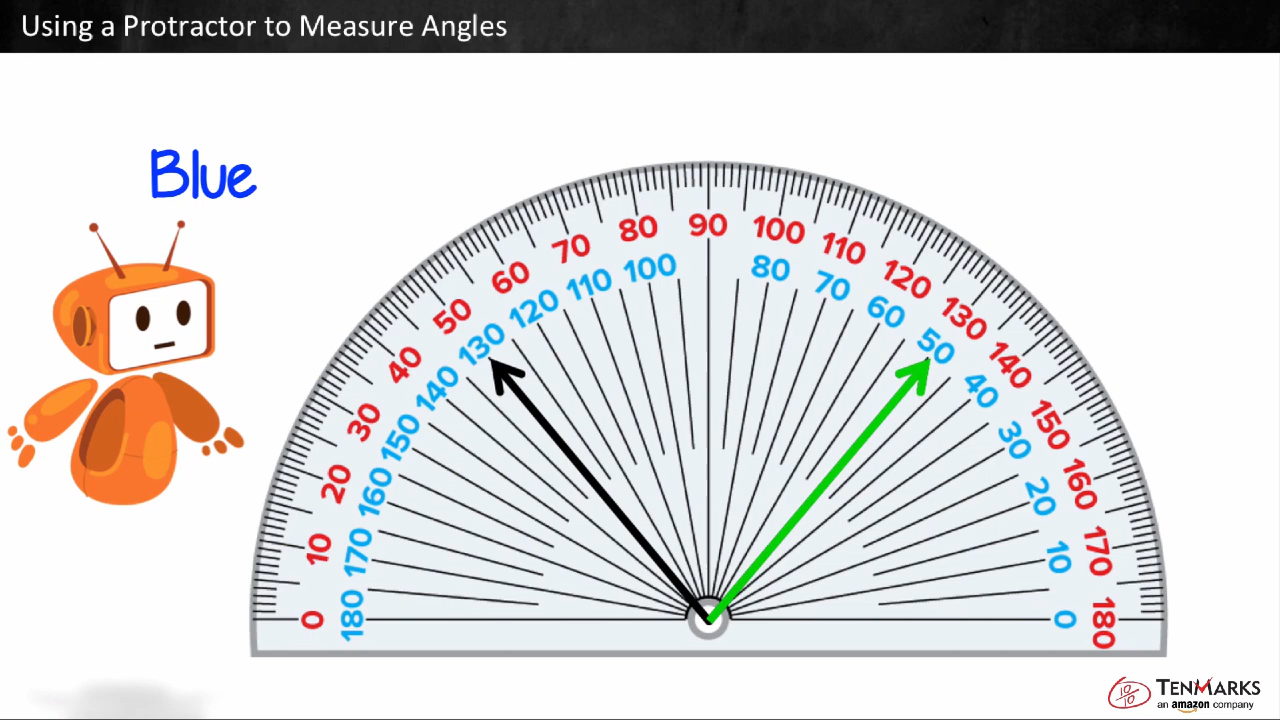 Using a Protractor to Measure Angles
Blue
0 10 20 30 40 50 60 70 80 90 100 110 120 130 140 150 160 170 180
180 170 160 150 140 130 120 110 100 80 70 60 50 40 30 20 10 0
10/10 TENMARKS
an amazon company